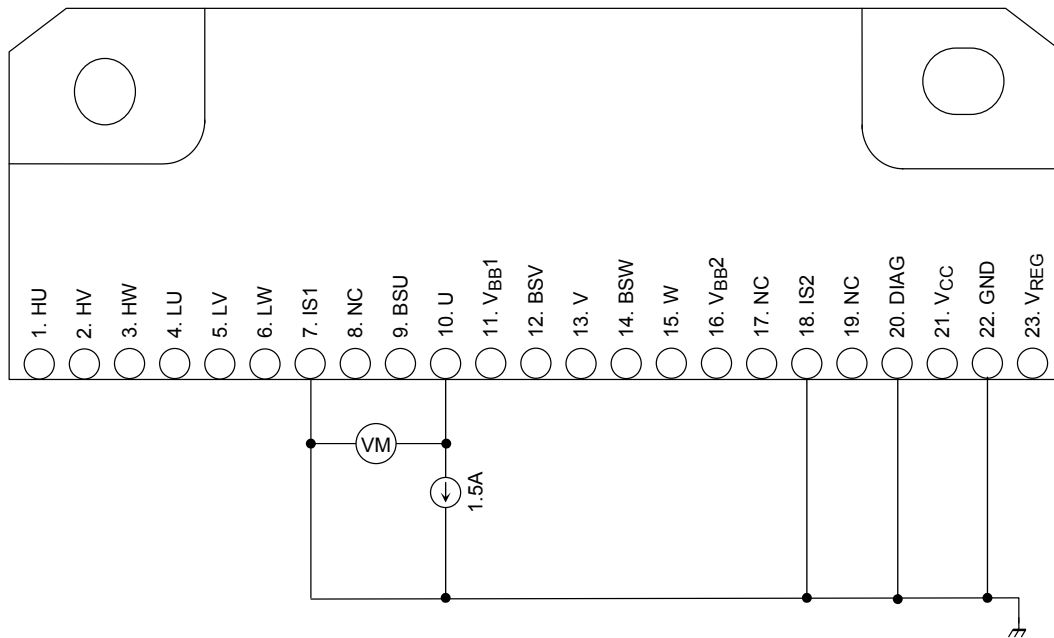 1. HU
2. HV
3. HW
4. LU
5. LV
6. LW
7. IS1
8. NC
9. BSU
10. U
11. VBB1
12. BSV
13. V
14. BSW
15. W
16. VBB2
17. NC
18. IS2
19. NC
20. DIAG
21. VCC
22. GND
23. VREG
VM
1.5A